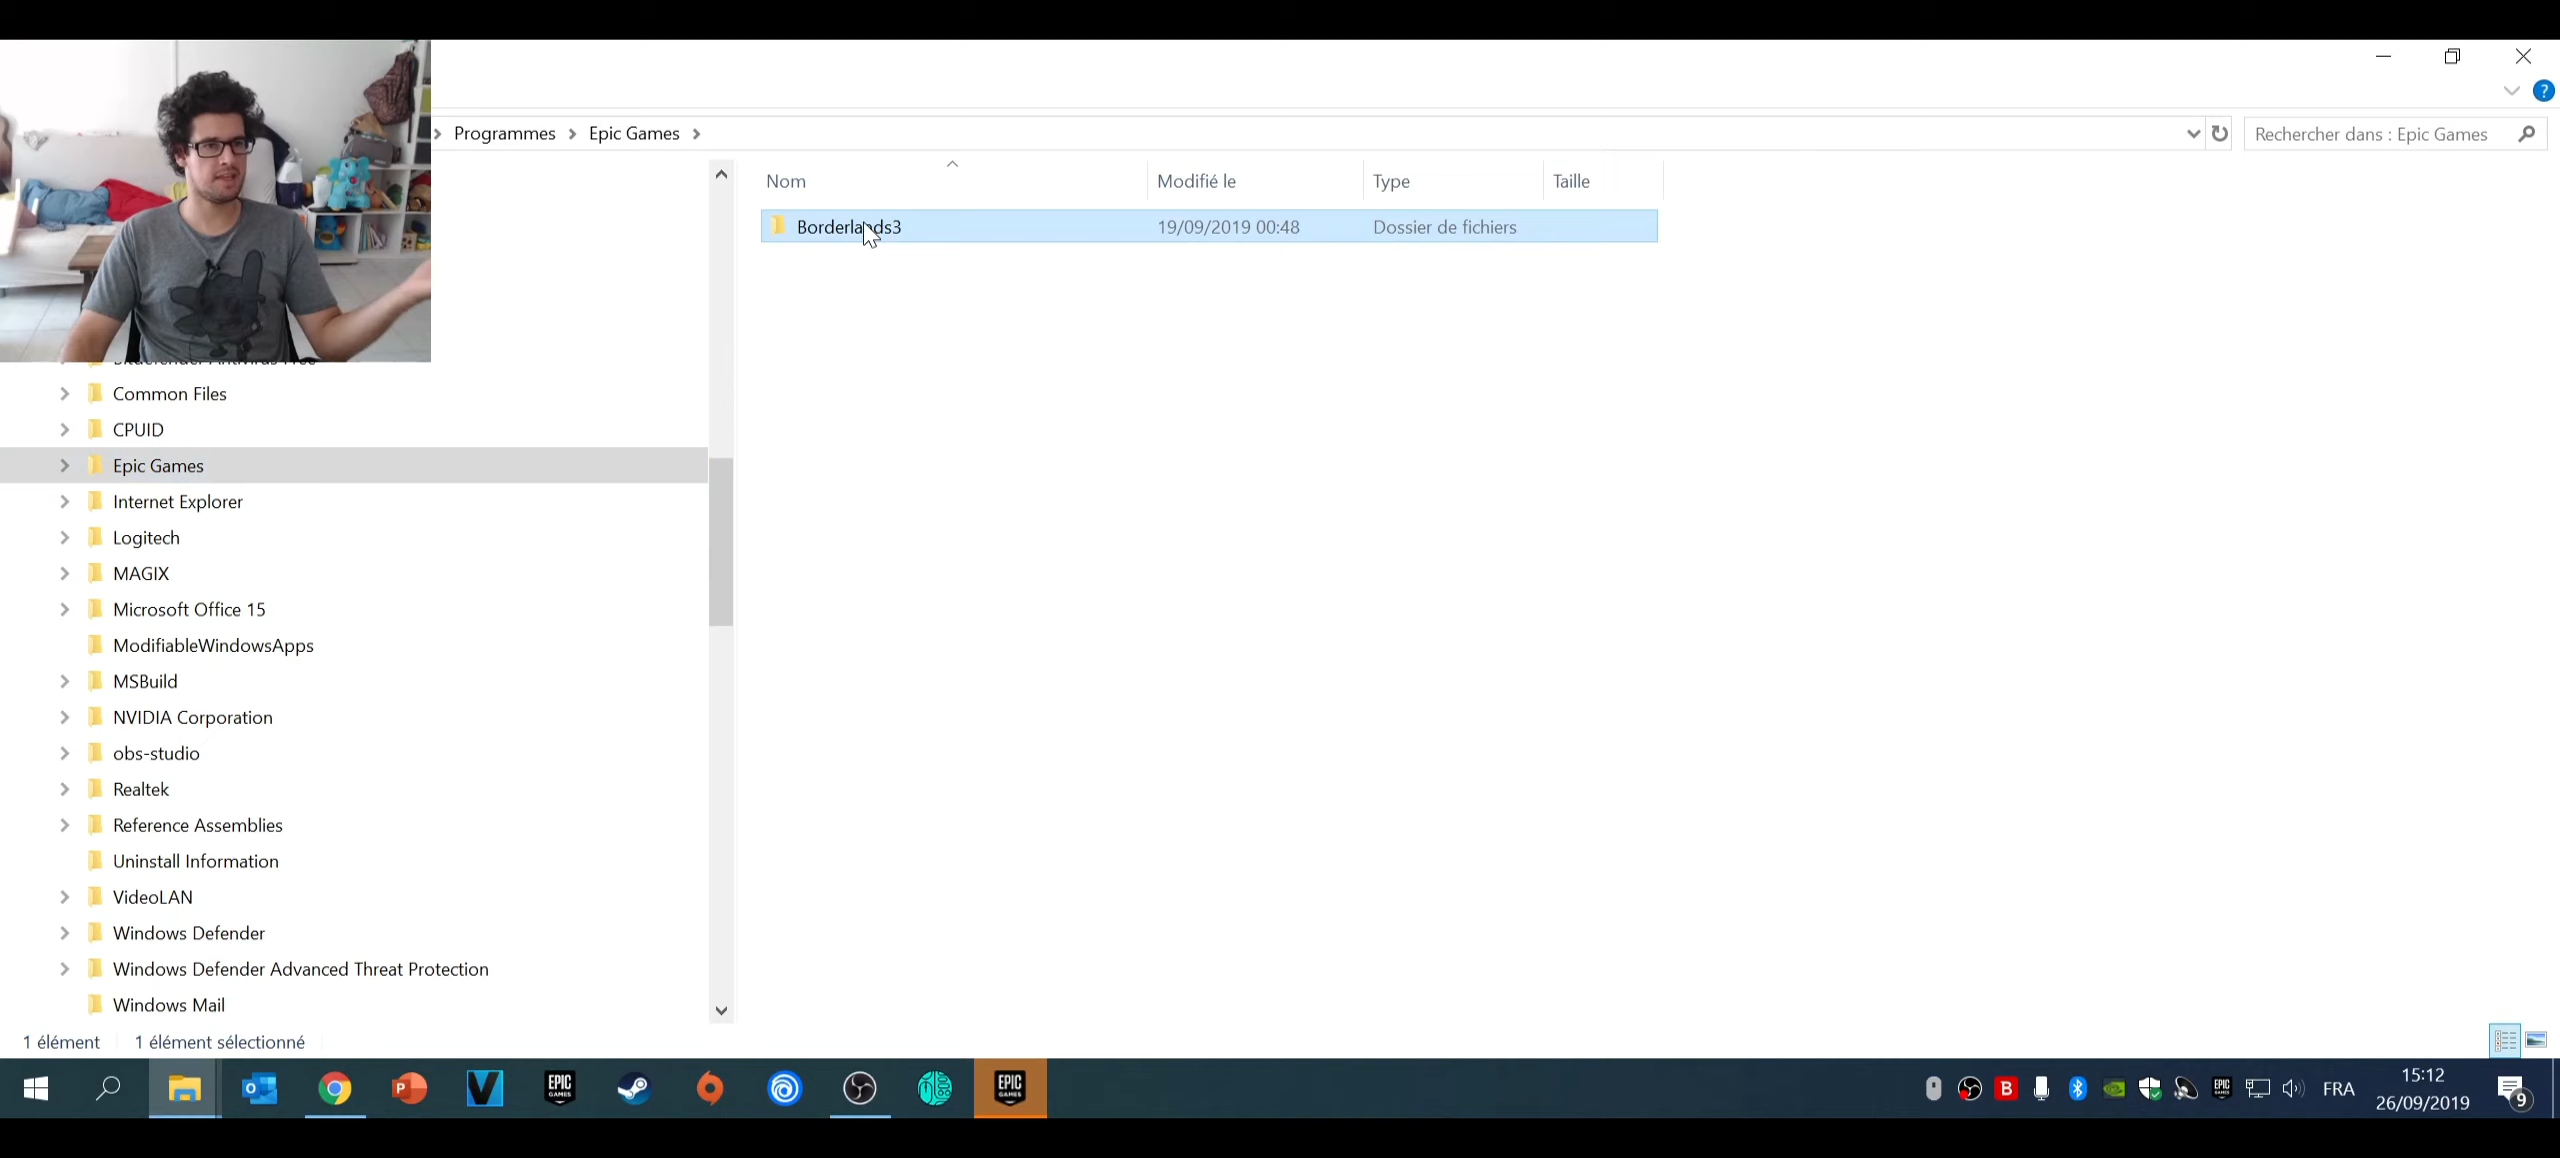 Programmes
Epic Games
Rechercher dans : Epic Games
Nom
Modifié le
Type
Taille
Borderlands3
19/09/2019 00:48
Dossier de fichiers
Common Files
CPUID
Epic Games
Internet Explorer
Logitech
MAGIX
Microsoft Office 15
ModifiableWindowsApps
MSBuild
NVIDIA Corporation
obs-studio
Realtek
Reference Assemblies
Uninstall Information
VideoLAN
Windows Defender
Windows Defender Advanced Threat Protection
Windows Mail
1 élément
1 élément sélectionné
EPIC
GAMES
EPIC
GAMES
FRA
15:12
26/09/2019
9